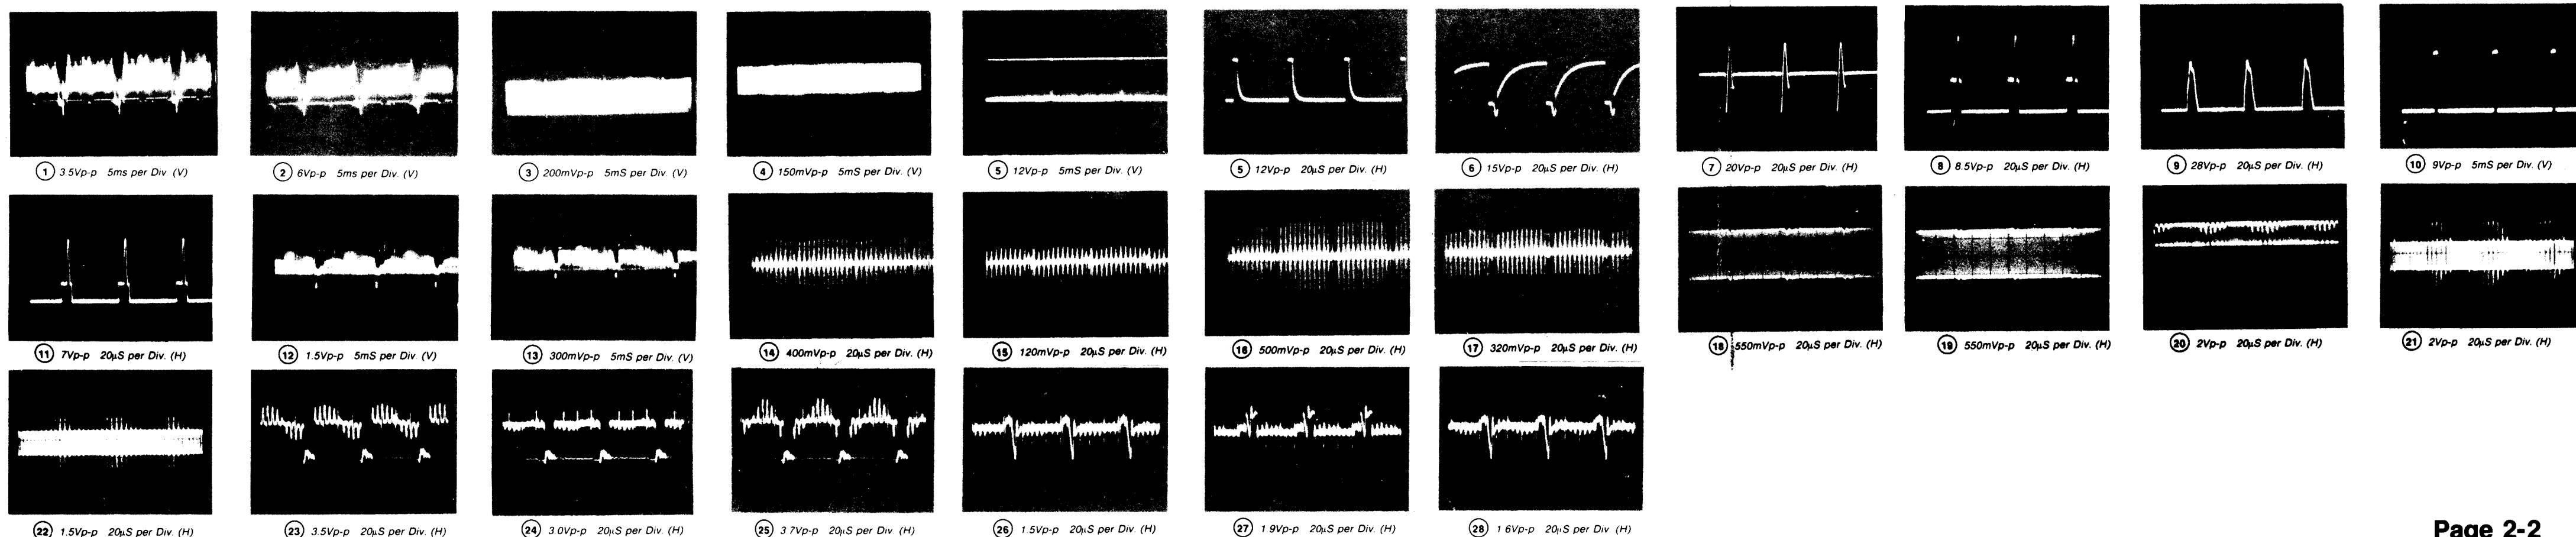 1 3.5Vp-p 5ms per Div. (V)
2 6Vp-p 5ms per Div. (V)
3 200mVp-p 5mS per Div. (V)
4 150mVp-p 5mS per Div. (V)
5 12Vp-p 5mS per Div. (V)
5 12Vp-p 20µS per Div. (H)
6 15Vp-p 20µS per Div. (H)
7 20Vp-p 20µS per Div. (H)
8 8.5Vp-p 20µS per Div. (H)
9 28Vp-p 20µS per Div. (H)
10 9Vp-p 5mS per Div. (V)
11 7Vp-p 20µS per Div. (H)
12 1.5Vp-p 5mS per Div. (V)
13 300mVp-p 5mS per Div. (V)
14 400mVp-p 20µS per Div. (H)
15 120mVp-p 20µS per Div. (H)
16 500mVp-p 20µS per Div. (H)
17 320mVp-p 20µS per Div. (H)
18 550mVp-p 20µS per Div. (H)
19 550mVp-p 20µS per Div. (H)
20 2Vp-p 20µS per Div. (H)
21 2Vp-p 20µS per Div. (H)
22 1.5Vp-p 20µS per Div. (H)
23 3.5Vp-p 20µS per Div. (H)
24 3.0Vp-p 20µS per Div. (H)
25 3 7Vp-p 20µS per Div. (H)
26 1.5Vp-p 20µS per Div. (H)
27 1 9Vp-p 20µS per Div. (H)
28 1 6Vp-p 20µS per Div. (H)
Page 2-2